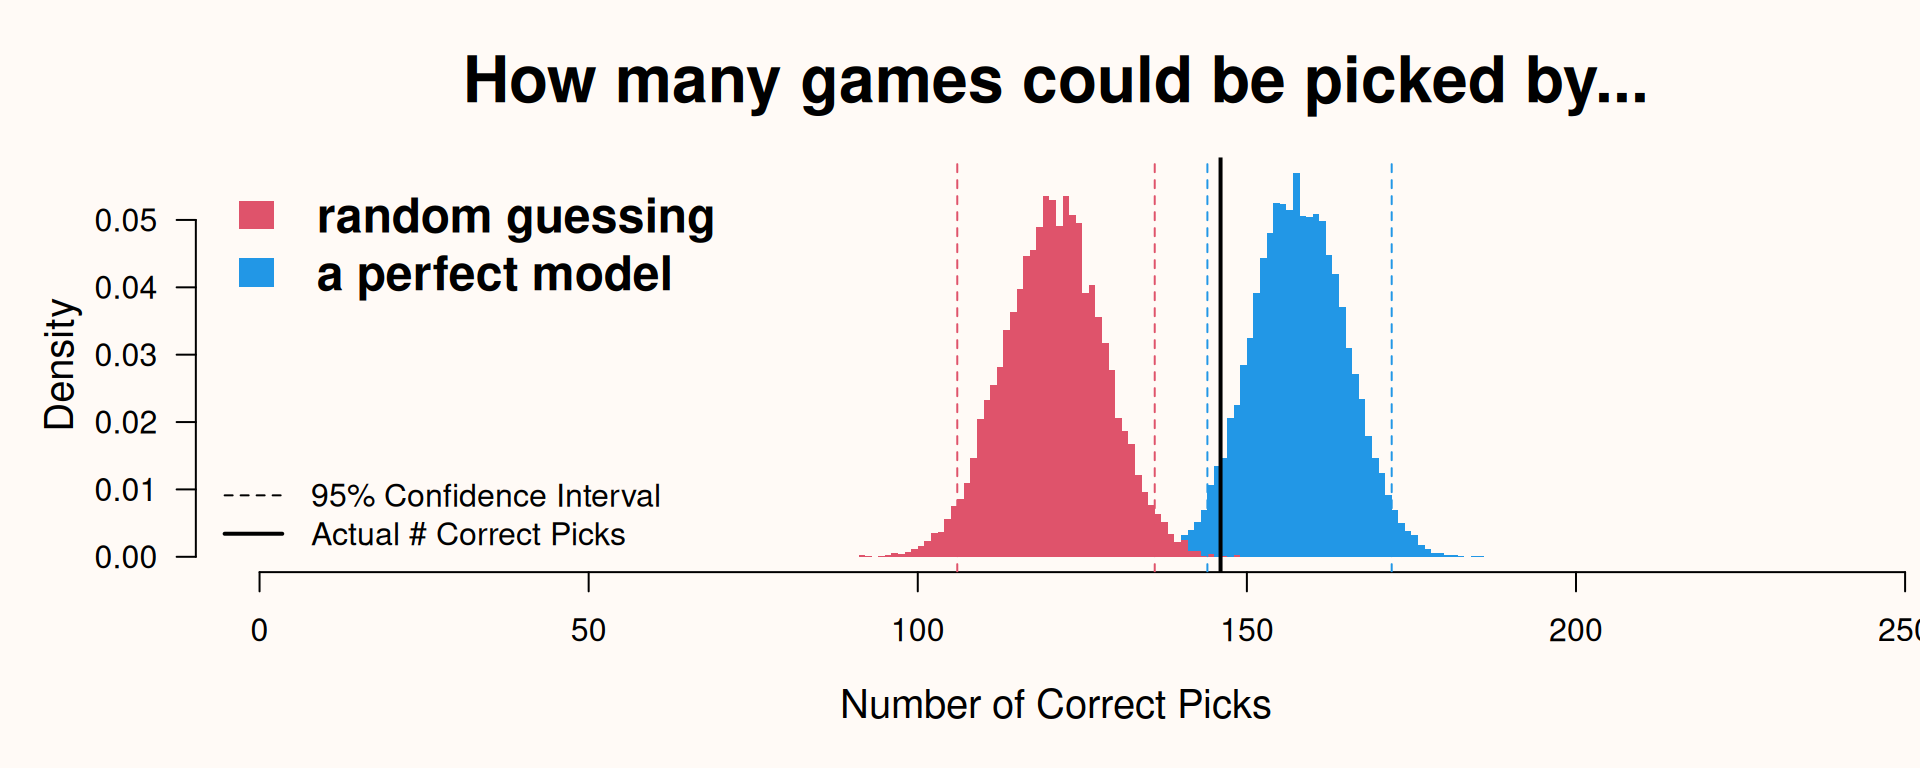 How many games could be picked by...
random guessing
a perfect model
0.05
0.04
0.03
0.02
0.01
0.00
Density
95% Confidence Interval
Actual # Correct Picks
0 50 100 150 200 250
Number of Correct Picks